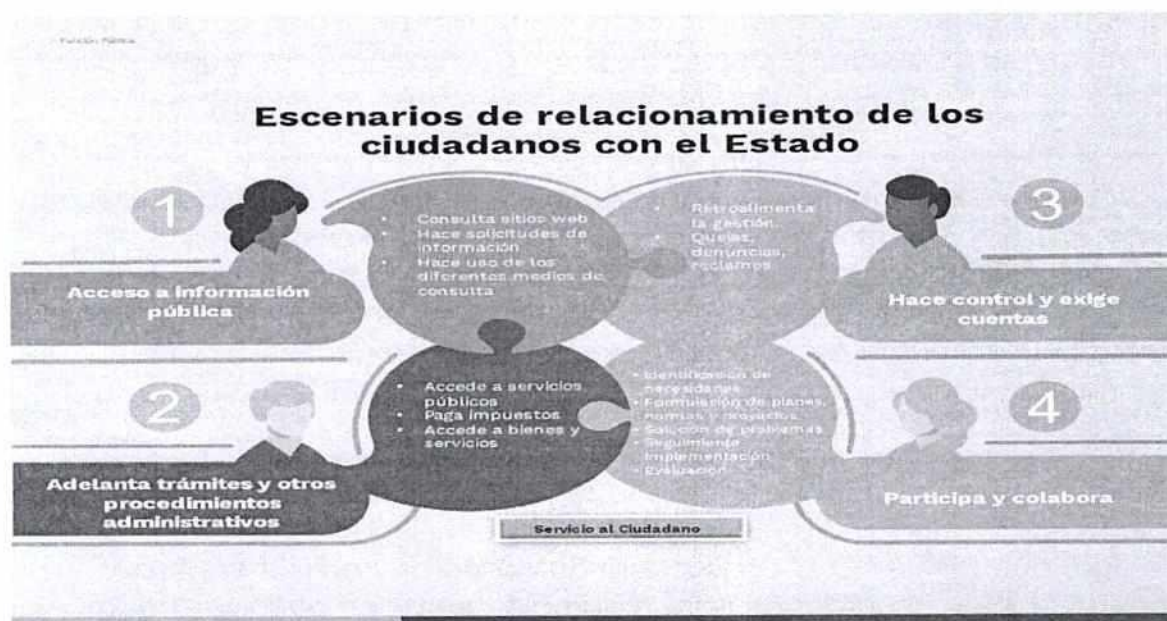 Función Pública
Escenarios de relacionamiento de los
ciudadanos con el Estado
1
Acceso a información
pública
• Consulta sitios web
• Hace solicitudes de
información
• Hace uso de los
diferentes medios de
consulta
2
Adelanta trámites y otros
procedimientos
administrativos
• Accede a servicios
públicos
• Paga impuestos
• Accede a bienes y
servicios
3
Hace control y exige
cuentas
• Retroalimenta
la gestión.
• Quejas,
denuncias,
reclamos
4
Participa y colabora
• Identificación de
• Formulación de planes,
normas y proyectos
• Solución de problemas
• Seguimiento
Implementación
• Evaluación
Servicio al Ciudadano